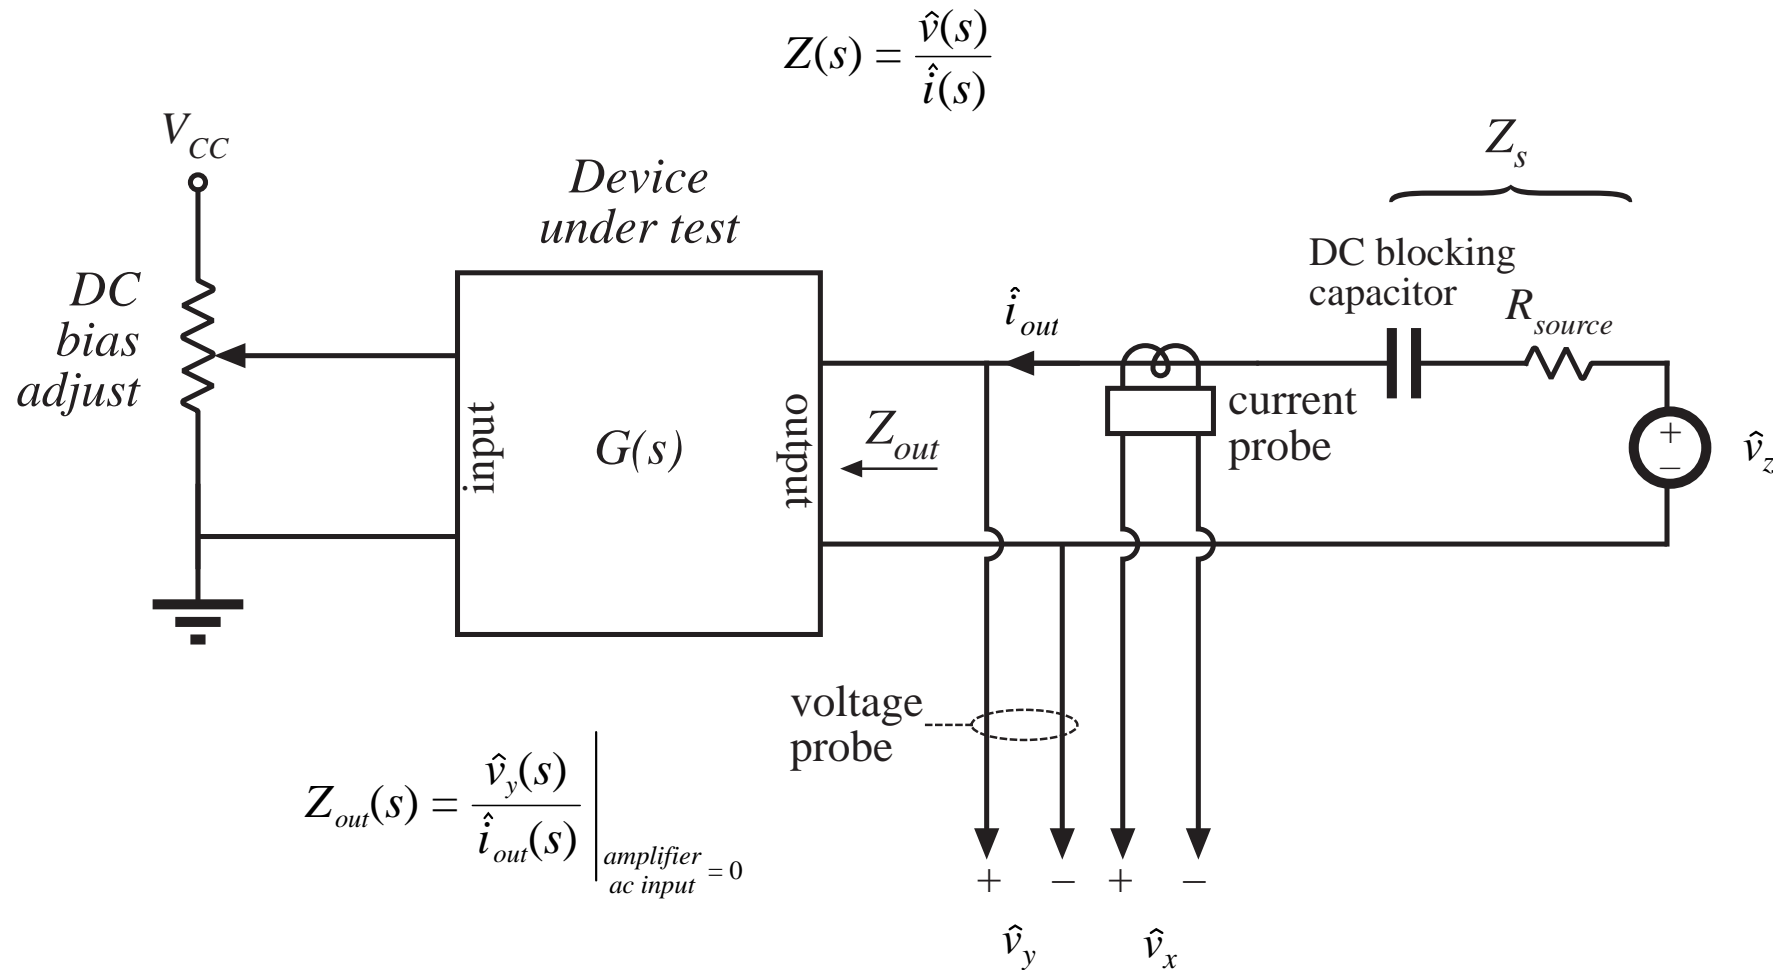 Z(s) = v̂(s) / î(s)
V_CC
Z_s
Device
under test
DC blocking
capacitor
R_source
DC
bias
adjust
î_out
input
G(s)
output
Z_out
current
probe
+
−
v̂_z
voltage
probe
Z_out(s) = v̂_y(s) / î_out(s) | amplifier
ac input = 0
+ − + −
v̂_y v̂_x